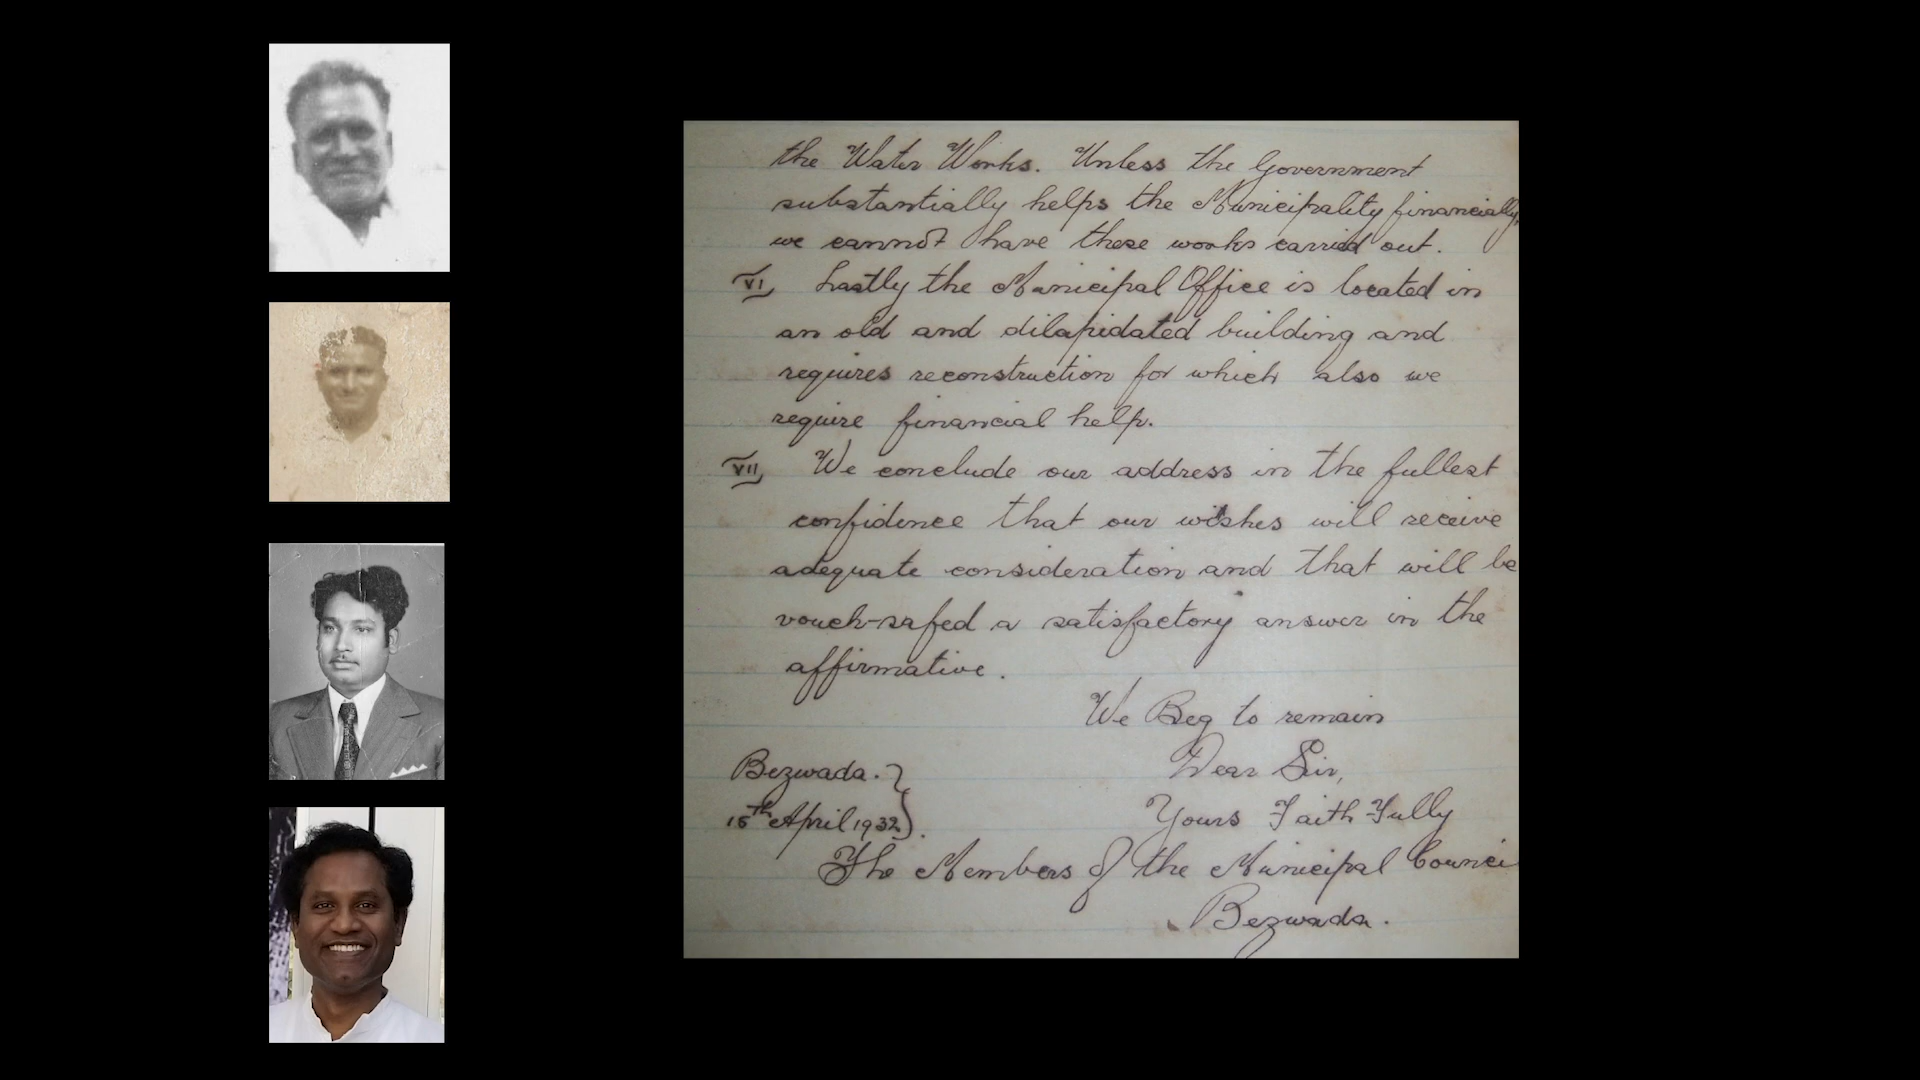 the Water Works. Unless the Government
substantially helps the Municipality financially,
we cannot have these works carried out.
VI Lastly the Municipal Office is located in
an old and dilapidated building and
requires reconstruction for which also we
require financial help.
VII We conclude our address in the fullest
confidence that our wishes will receive
adequate consideration and that will be
vouch-safed a satisfactory answer in the
affirmative.
We Beg to remain
Bezwada. Dear Sir,
15th April 1932. Yours Faith Fully
The Members of the Municipal Counci
Bezwada.